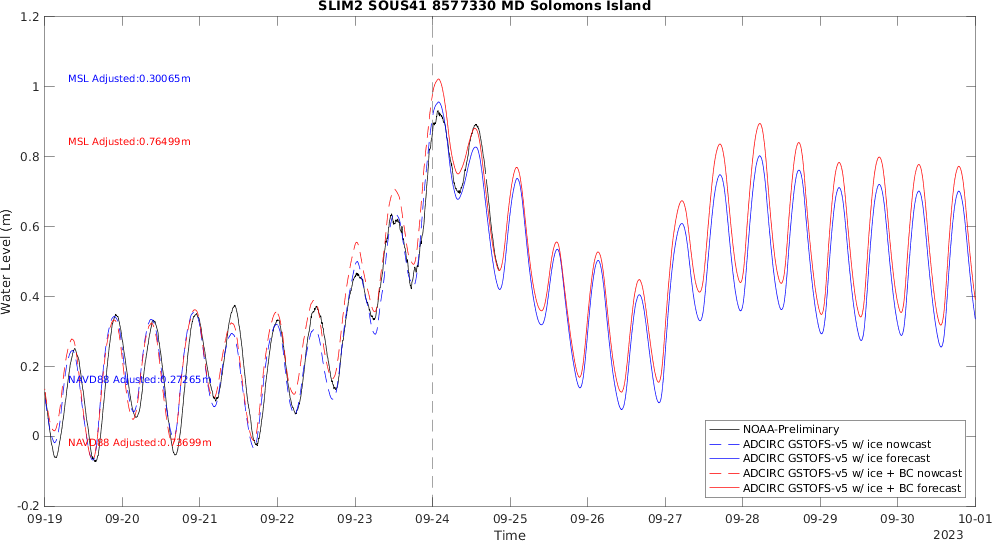 SLIM2 SOUS41 8577330 MD Solomons Island
1.2
1
0.8
0.6
0.4
0.2
0
-0.2
Water Level (m)
MSL Adjusted:0.30065m
MSL Adjusted:0.76499m
NAVD88 Adjusted:0.27265m
NAVD88 Adjusted:0.73699m
NOAA-Preliminary
ADCIRC GSTOFS-v5 w/ ice nowcast
ADCIRC GSTOFS-v5 w/ ice forecast
ADCIRC GSTOFS-v5 w/ ice + BC nowcast
ADCIRC GSTOFS-v5 w/ ice + BC forecast
09-19 09-20 09-21 09-22 09-23 09-24 09-25 09-26 09-27 09-28 09-29 09-30 10-01
Time
2023